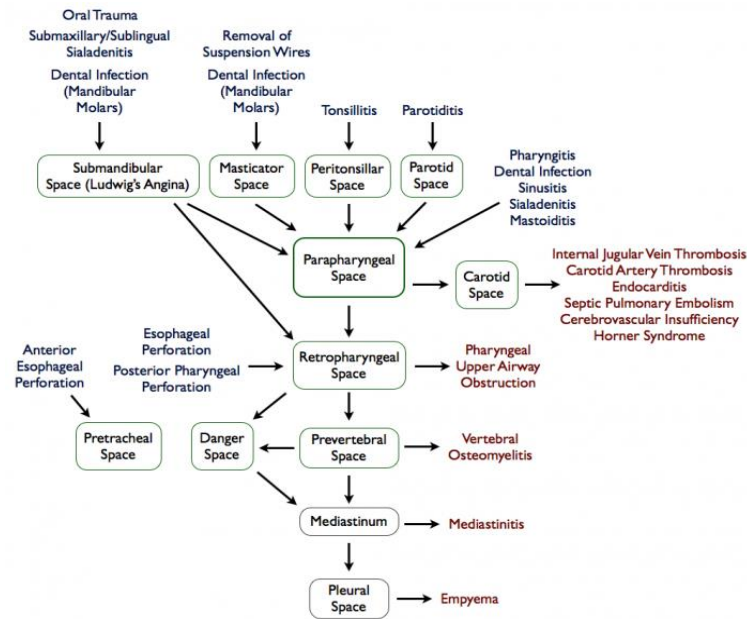 Oral Trauma
Submaxillary/Sublingual
Sialadenitis
Dental Infection
(Mandibular
Molars)
Removal of
Suspension Wires
Dental Infection
(Mandibular
Molars)
Tonsillitis
Parotiditis
Submandibular
Space (Ludwig's Angina)
Masticator
Space
Peritonsillar
Space
Parotid
Space
Pharyngitis
Dental Infection
Sinusitis
Sialadenitis
Mastoiditis
Parapharyngeal
Space
Carotid
Space
Internal Jugular Vein Thrombosis
Carotid Artery Thrombosis
Endocarditis
Septic Pulmonary Embolism
Cerebrovascular Insufficiency
Horner Syndrome
Anterior
Esophageal
Perforation
Esophageal
Perforation
Posterior Pharyngeal
Perforation
Retropharyngeal
Space
Pharyngeal
Upper Airway
Obstruction
Pretracheal
Space
Danger
Space
Prevertebral
Space
Vertebral
Osteomyelitis
Mediastinum
Mediastinitis
Pleural
Space
Empyema